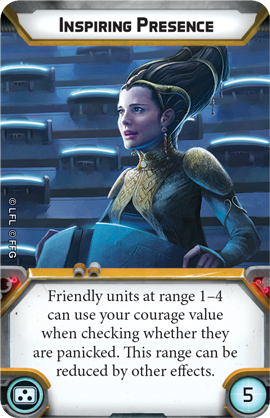 INSPIRING PRESENCE
© LFL © FFG
Friendly units at range 1–4
can use your courage value
when checking whether they
are panicked. This range can be
reduced by other effects.
5